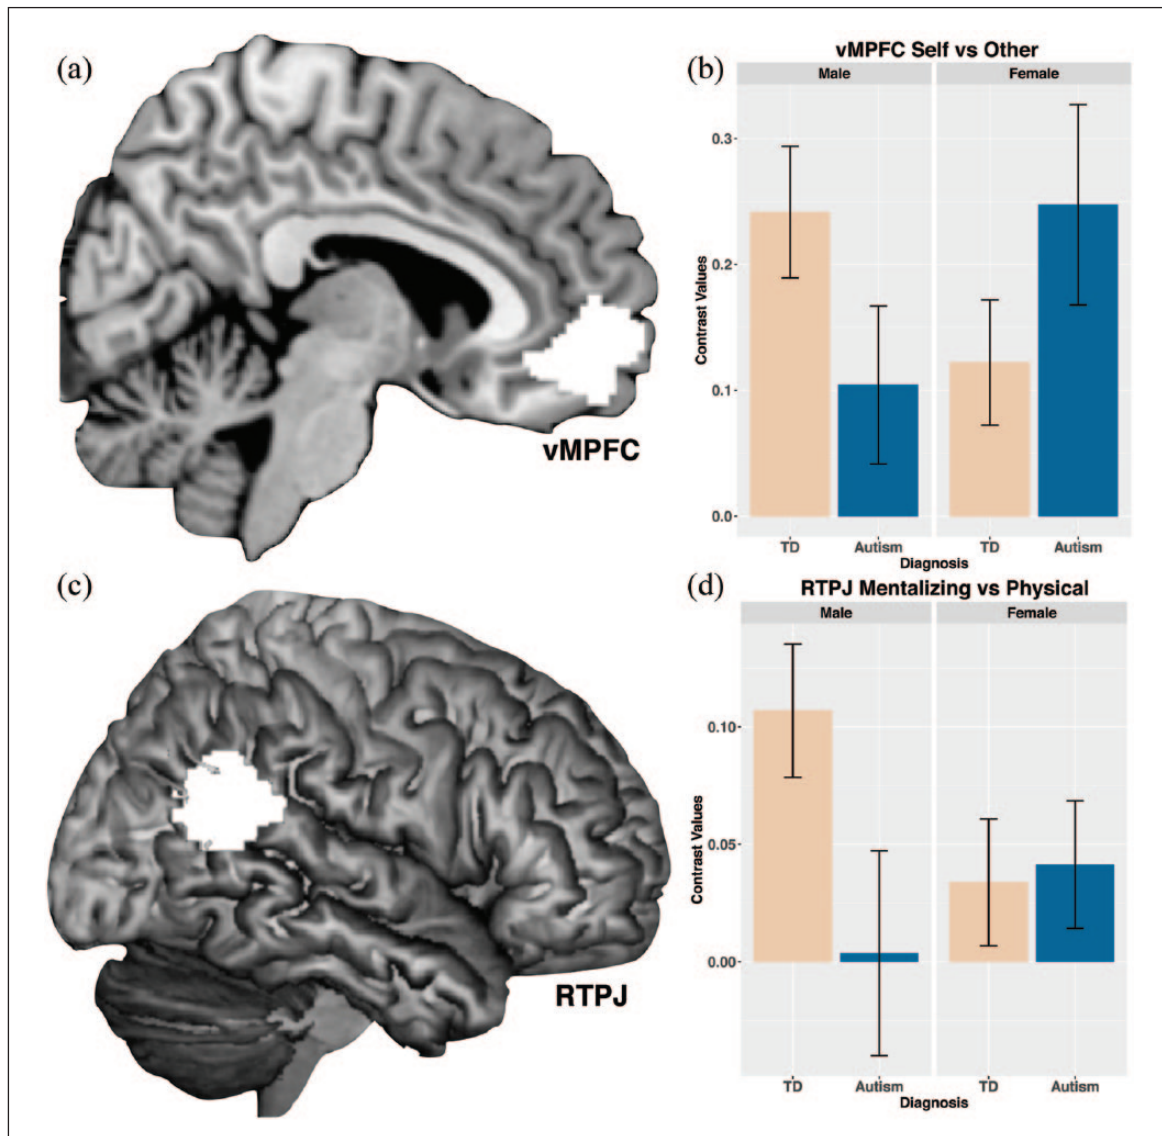 (a)
vMPFC
(b)
vMPFC Self vs Other
Male
Female
Contrast Values
0.3
0.2
0.1
0.0
TD
Autism
TD
Autism
Diagnosis
(c)
RTPJ
(d)
RTPJ Mentalizing vs Physical
Male
Female
Contrast Values
0.10
0.05
0.00
TD
Autism
TD
Autism
Diagnosis